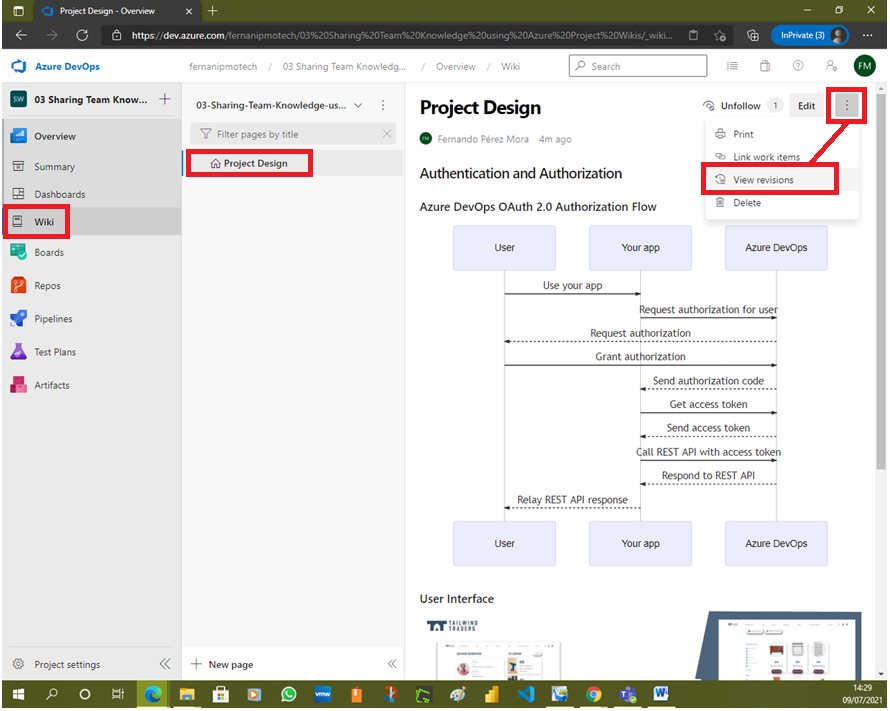 Project Design - Overview
https://dev.azure.com/fernanipmotech/03%20Sharing%20Team%20Knowledge%20using%20Azure%20Project%20Wikis/_wiki...
InPrivate (3)
Azure DevOps
fernanipmotech / 03 Sharing Team Knowledg... / Overview / Wiki
Search
FM
SW
03 Sharing Team Know...
Overview
Summary
Dashboards
Wiki
Boards
Repos
Pipelines
Test Plans
Artifacts
Project settings
03-Sharing-Team-Knowledge-us...
Filter pages by title
Project Design
New page
Project Design
Unfollow 1 Edit
FM Fernando Pérez Mora 4m ago
Print
Link work items
View revisions
Delete
Authentication and Authorization
Azure DevOps OAuth 2.0 Authorization Flow
User Your app Azure DevOps
Use your app
Request authorization for user
Request authorization
Grant authorization
Send authorization code
Get access token
Send access token
Call REST API with access token
Respond to REST API
Relay REST API response
User Your app Azure DevOps
User Interface
TAILWIND
TRADERS
vmw
14:29
09/07/2021